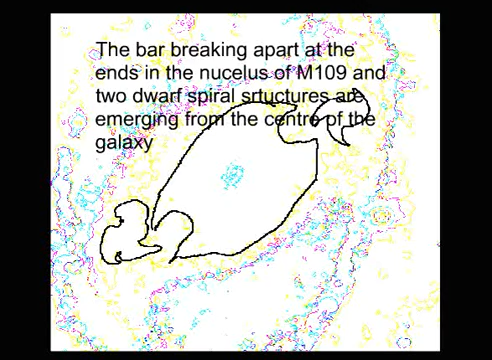 The bar breaking apart at the
ends in the nucelus of M109 and
two dwarf spiral srtuctures are
emerging from the centre of the
galaxy